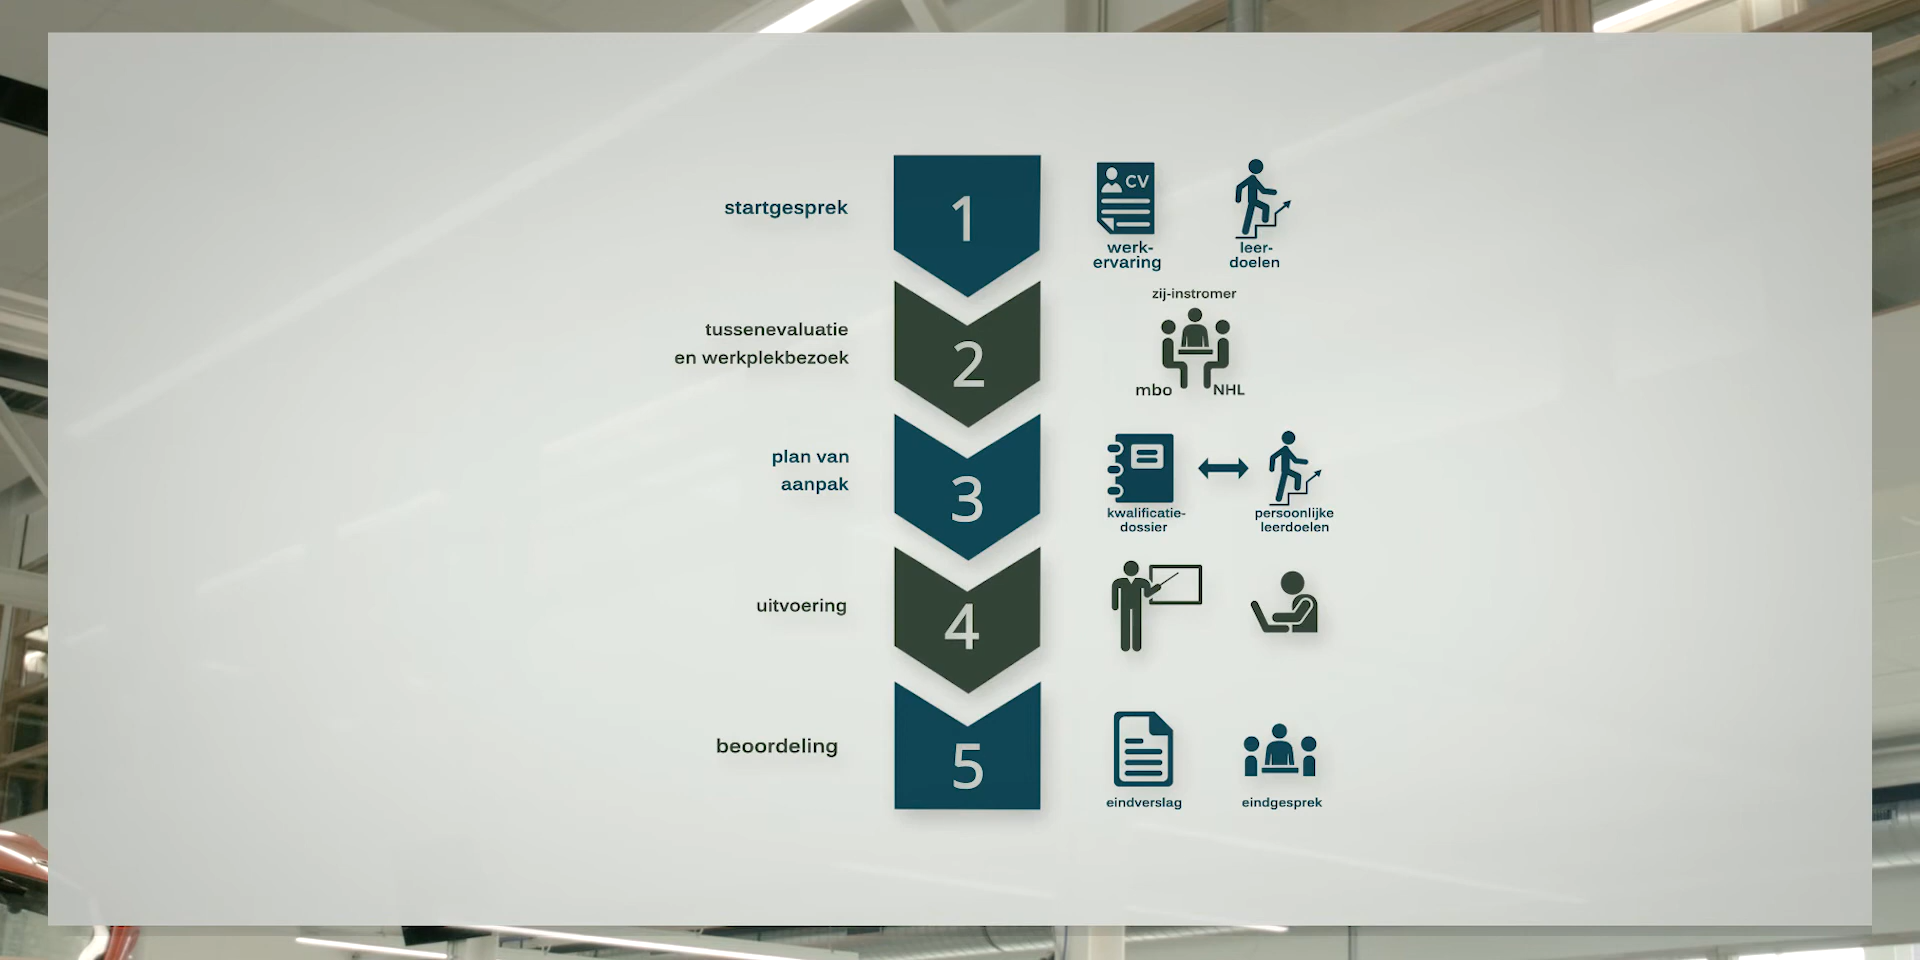 startgesprek
1
CV
werk-
ervaring
leer-
doelen
tussenevaluatie
en werkplekbezoek
2
zij-instromer
mbo
NHL
plan van
aanpak
3
kwalificatie-
dossier
persoonlijke
leerdoelen
uitvoering
4
beoordeling
5
eindverslag
eindgesprek